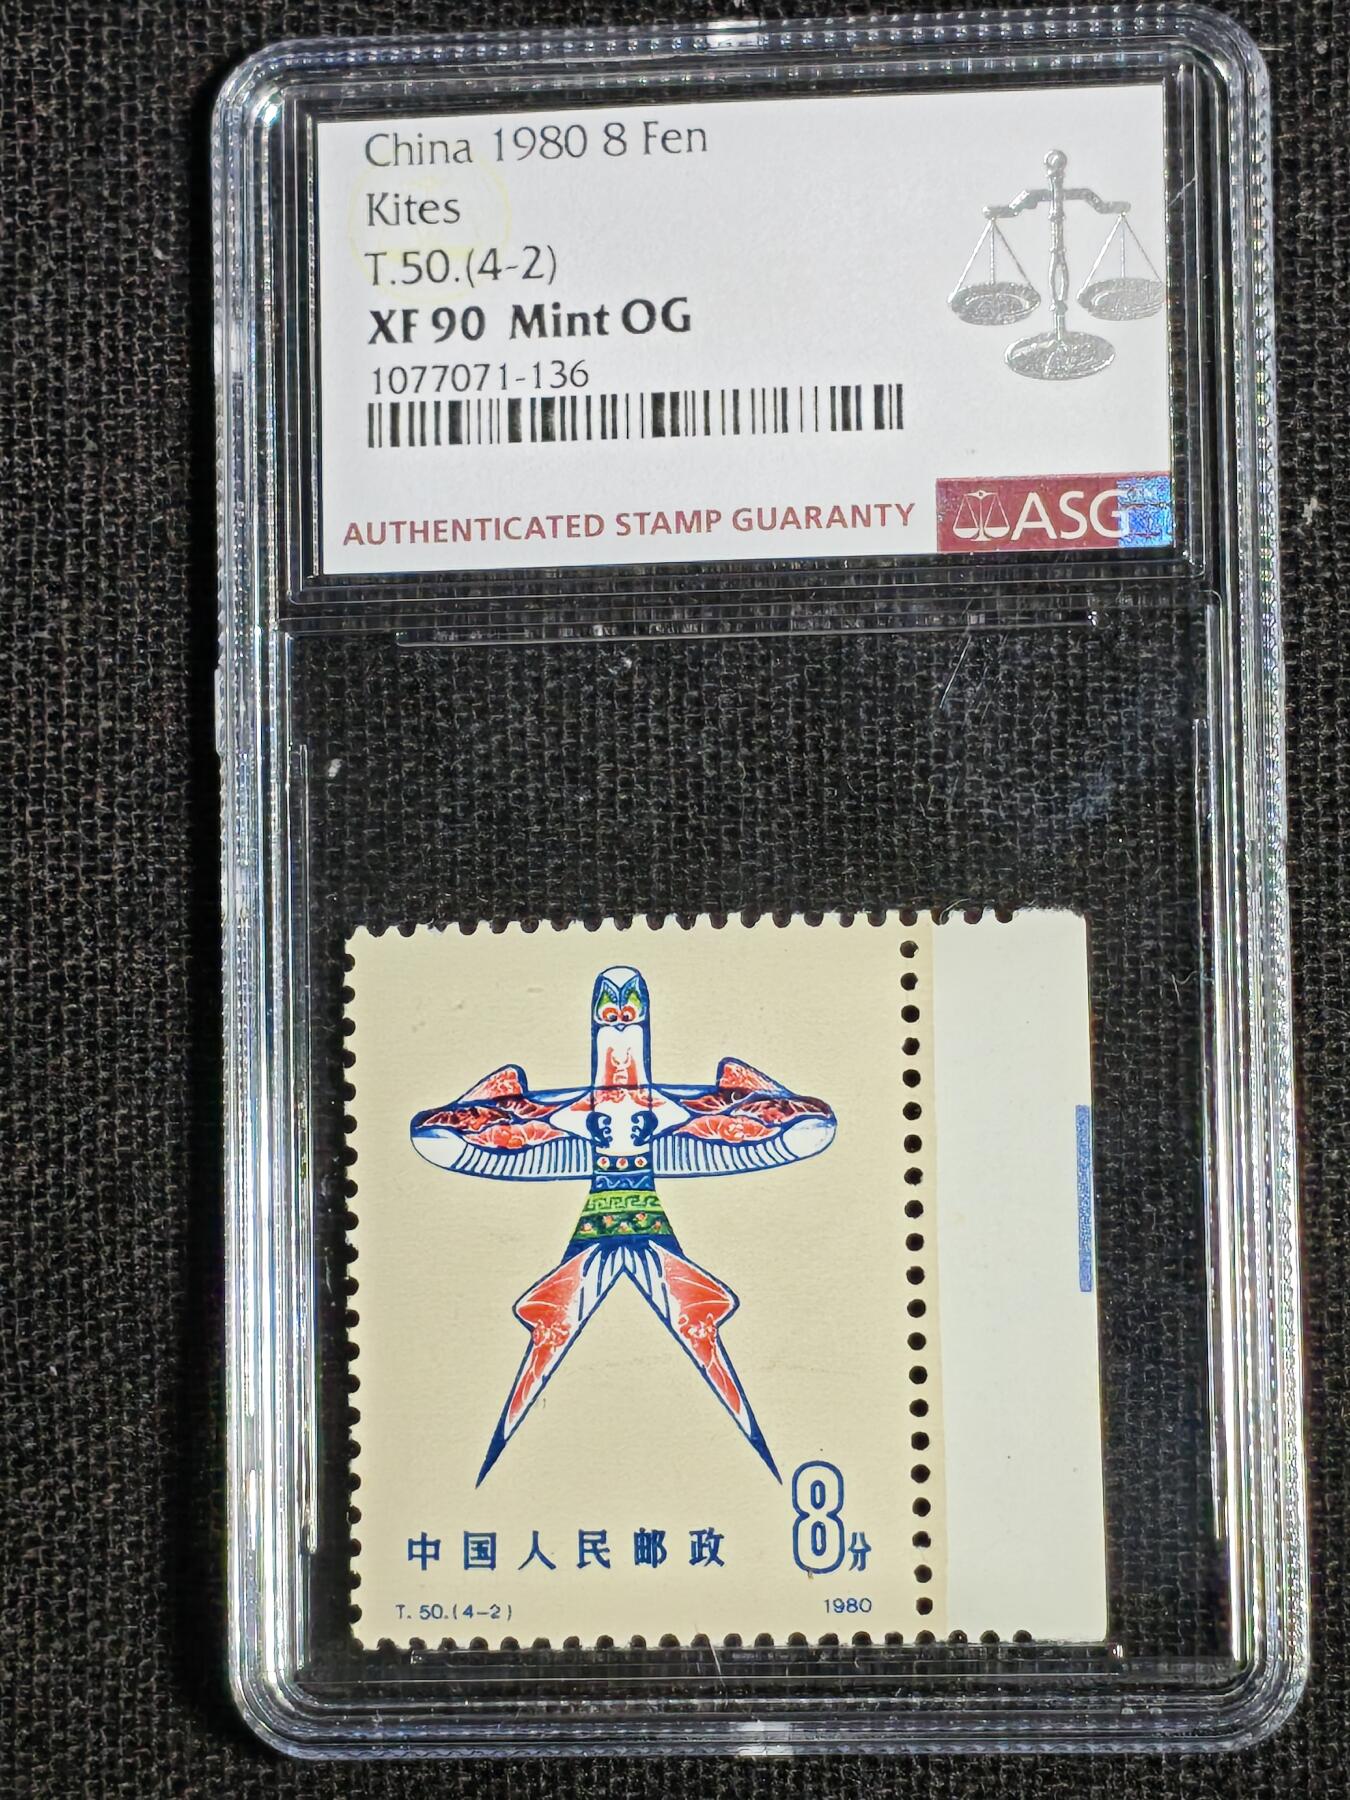 China 1980 8 Fen
Kites
T.50.(4-2)
XF 90 Mint OG
1077071-136
AUTHENTICATED STAMP GUARANTY
ASG
中国人民邮政
8分
T.50.(4-2)
1980